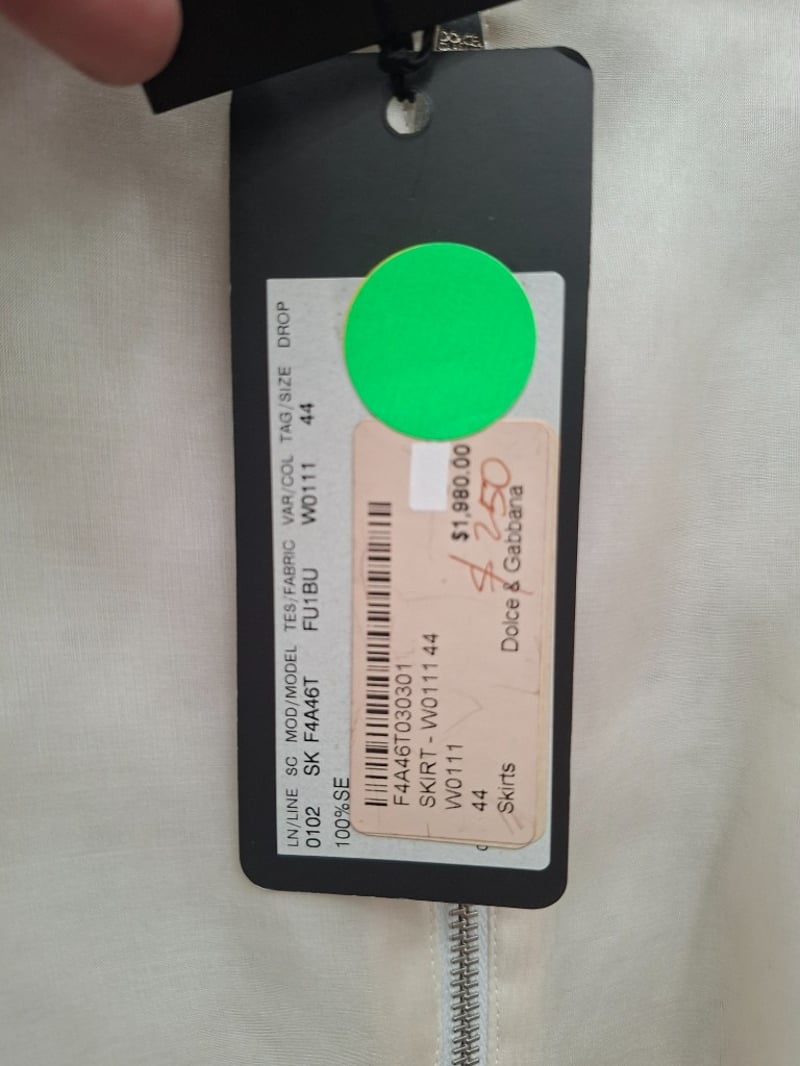 DOLCE
LN/LINE SC MOD/MODEL TES/FABRIC VAR/COL TAG/SIZE DROP
0102 SK F4A46T FU1BU W0111 44
100%SE
F4A46T030301
SKIRT - W0111 44
W0111 $1,980.00
44 $250
Skirts Dolce & Gabbana